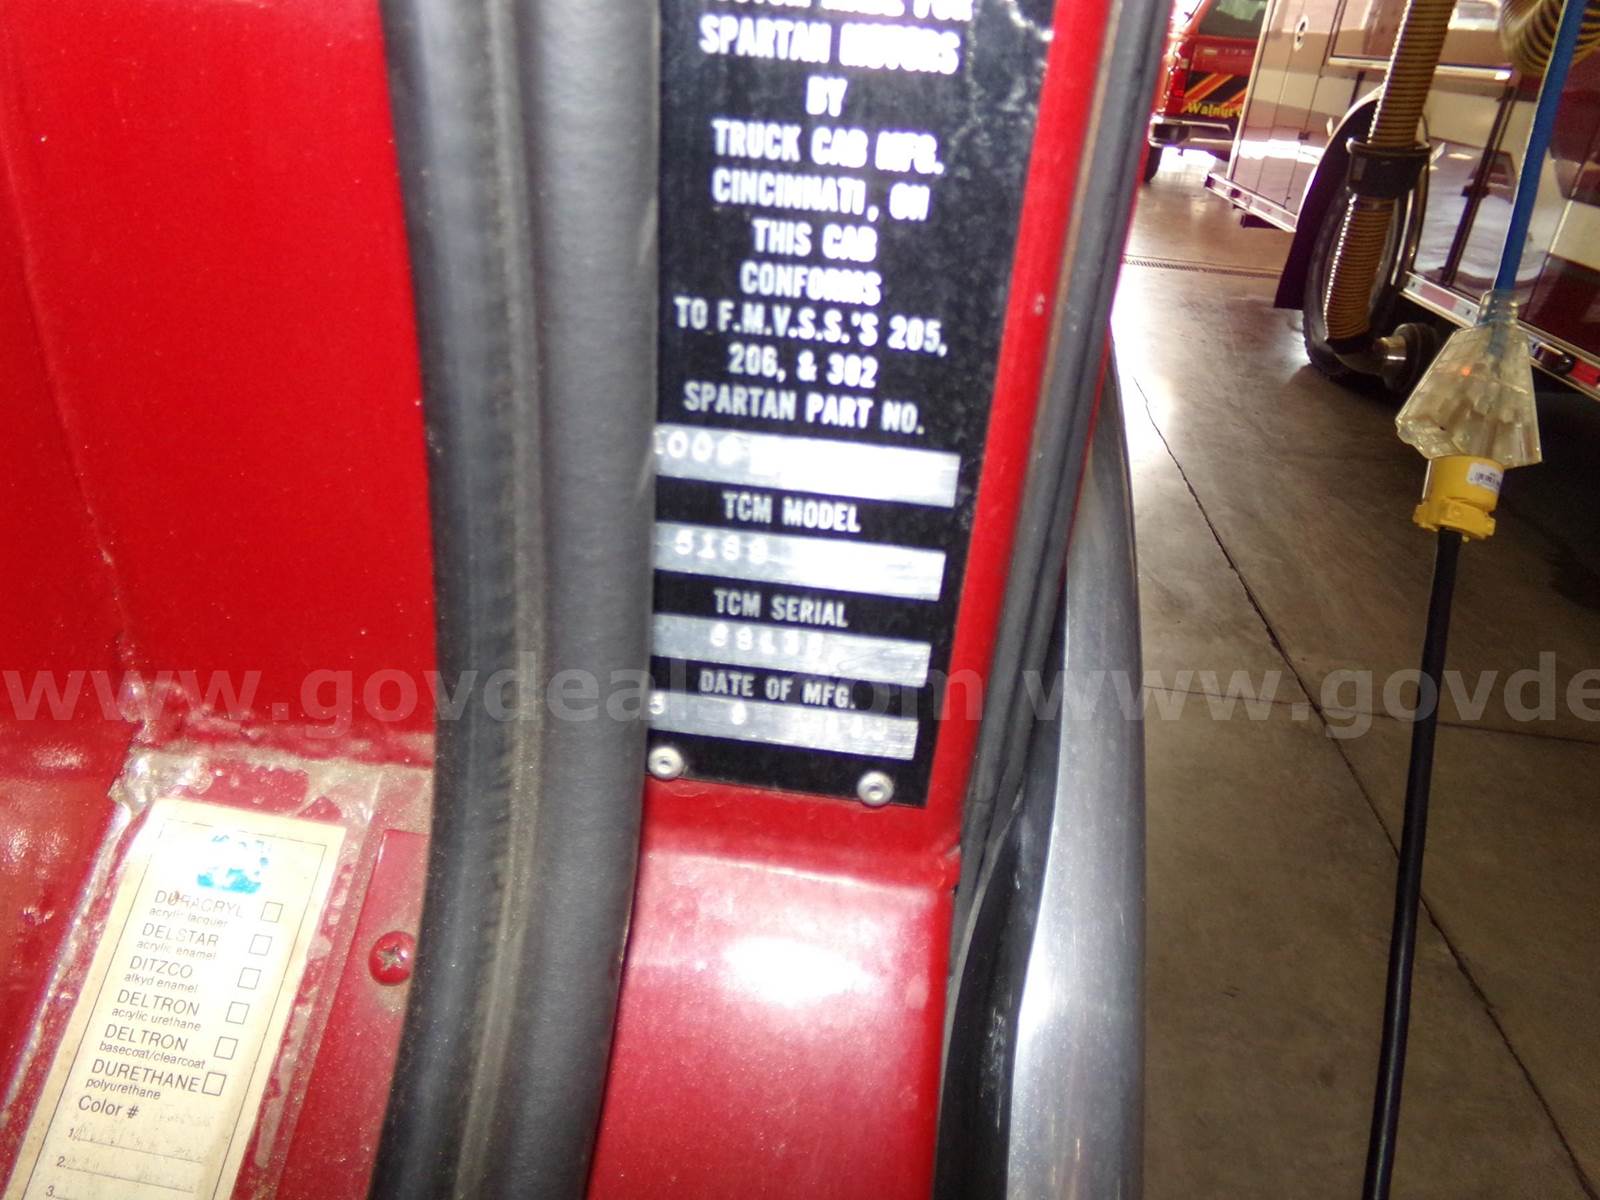 SPARTAN MOTORS
BY
TRUCK CAB MFG.
CINCINNATI, OH
THIS CAB
CONFORMS
TO F.M.V.S.S.'S 205,
206, & 302
SPARTAN PART NO.
TCM MODEL
TCM SERIAL
DATE OF MFG.
DURACRYL
acrylic lacquer
DELSTAR
acrylic enamel
DITZCO
alkyd enamel
DELTRON
acrylic urethane
DELTRON
basecoat/clearcoat
DURETHANE
polyurethane
Color #
1.
2.
3.
Walnut
www.govdeals.com www.govde